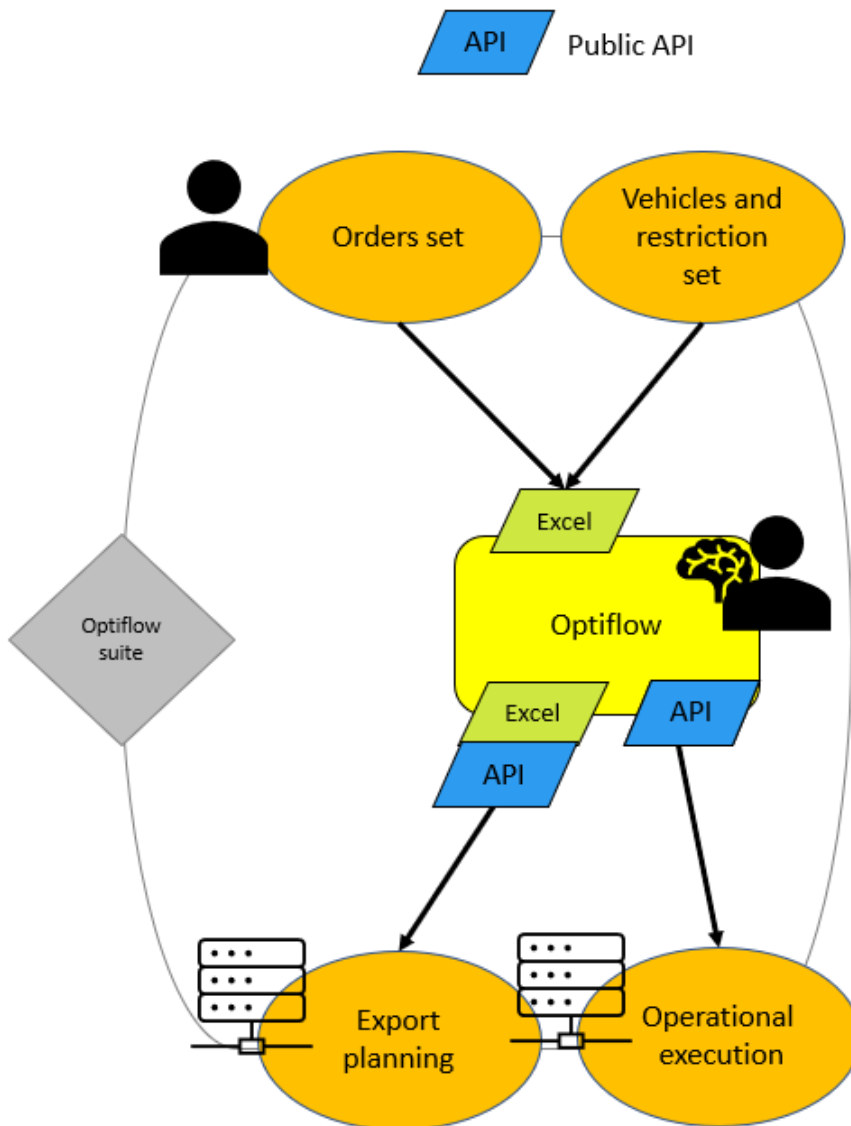 API
Public API
Orders set
Vehicles and
restriction
set
Excel
Optiflow
Optiflow
suite
Excel
API
API
Export
planning
Operational
execution